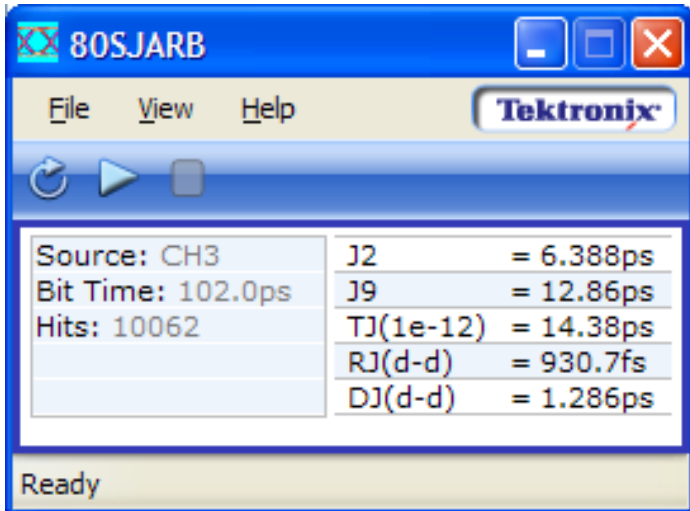 80SJARB
File View Help Tektronix
Source: CH3
Bit Time: 102.0ps
Hits: 10062
J2 = 6.388ps
J9 = 12.86ps
TJ(1e-12) = 14.38ps
RJ(d-d) = 930.7fs
DJ(d-d) = 1.286ps
Ready